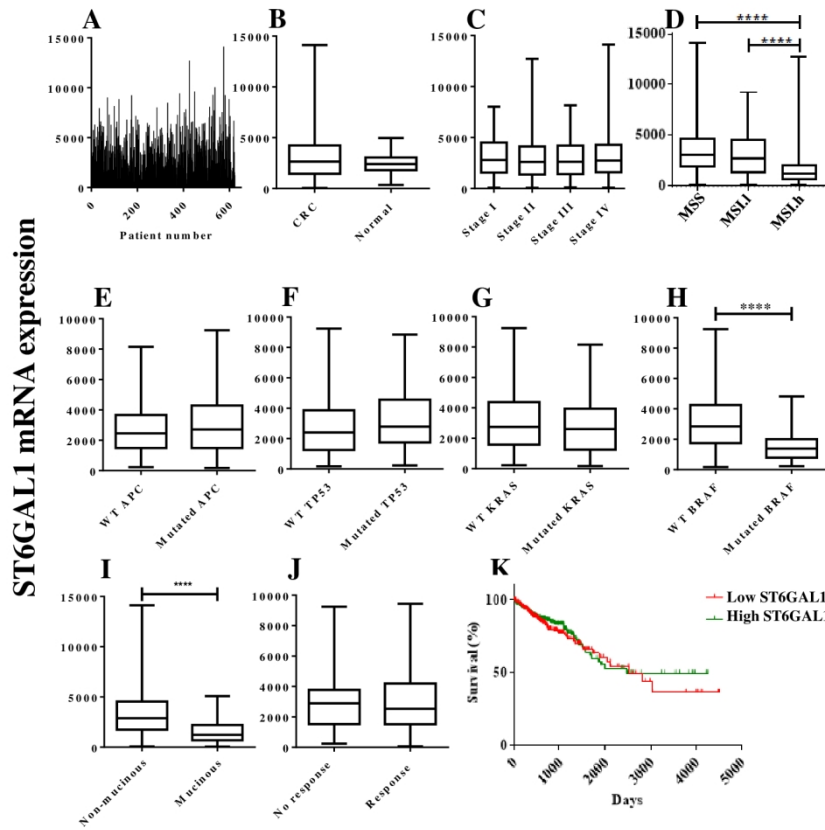 ST6GAL1 mRNA expression
A
15000
10000
5000
0
0
200
400
600
Patient number
B
15000
10000
5000
0
CRC
Normal
C
15000
10000
5000
0
Stage I
Stage II
Stage III
Stage IV
D
****
****
15000
10000
5000
0
MSS
MSI.l
MSI.h
E
10000
8000
6000
4000
2000
0
WT APC
Mutated APC
F
10000
8000
6000
4000
2000
0
WT TP53
Mutated TP53
G
10000
8000
6000
4000
2000
0
WT KRAS
Mutated KRAS
H
****
10000
8000
6000
4000
2000
0
WT BRAF
Mutated BRAF
I
****
15000
10000
5000
0
Non-mucinous
Mucinous
J
10000
8000
6000
4000
2000
0
No response
Response
K
Low ST6GAL1
High ST6GAL1
100
50
0
Survival (%)
0
1000
2000
3000
4000
5000
Days